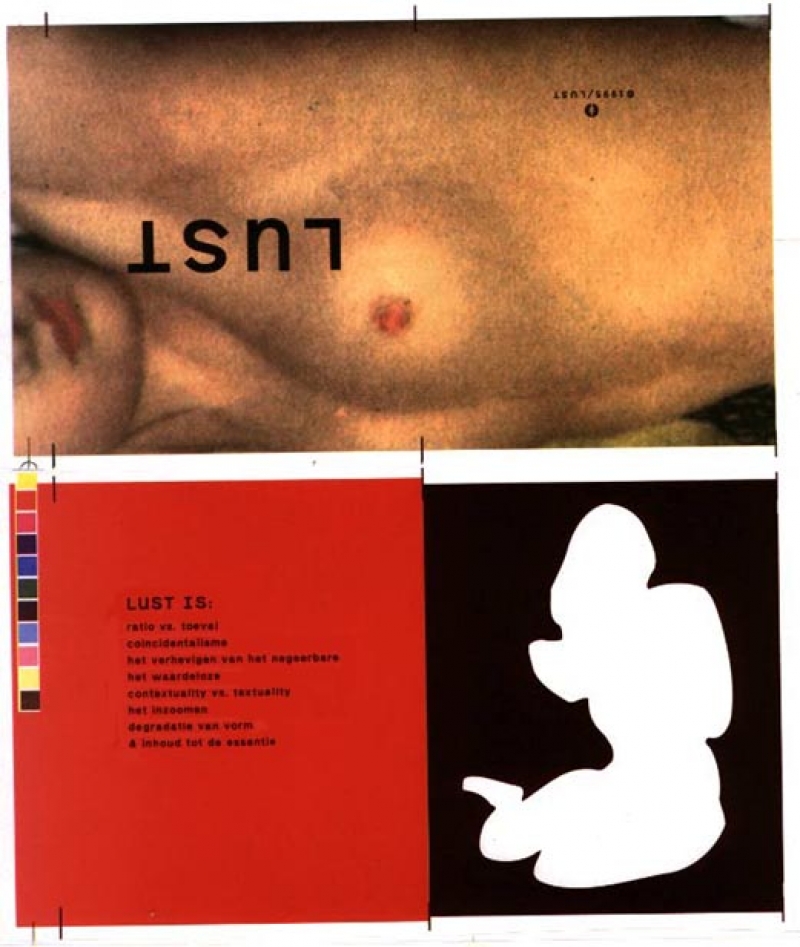 ©1995/LUST
LUST
LUST IS:
ratio vs. toeval
coincidentalisme
het verhevigen van het negeerbare
het waardeloze
contextuality vs. textuality
het inzoomen
degradatie van vorm
& inhoud tot de essentie